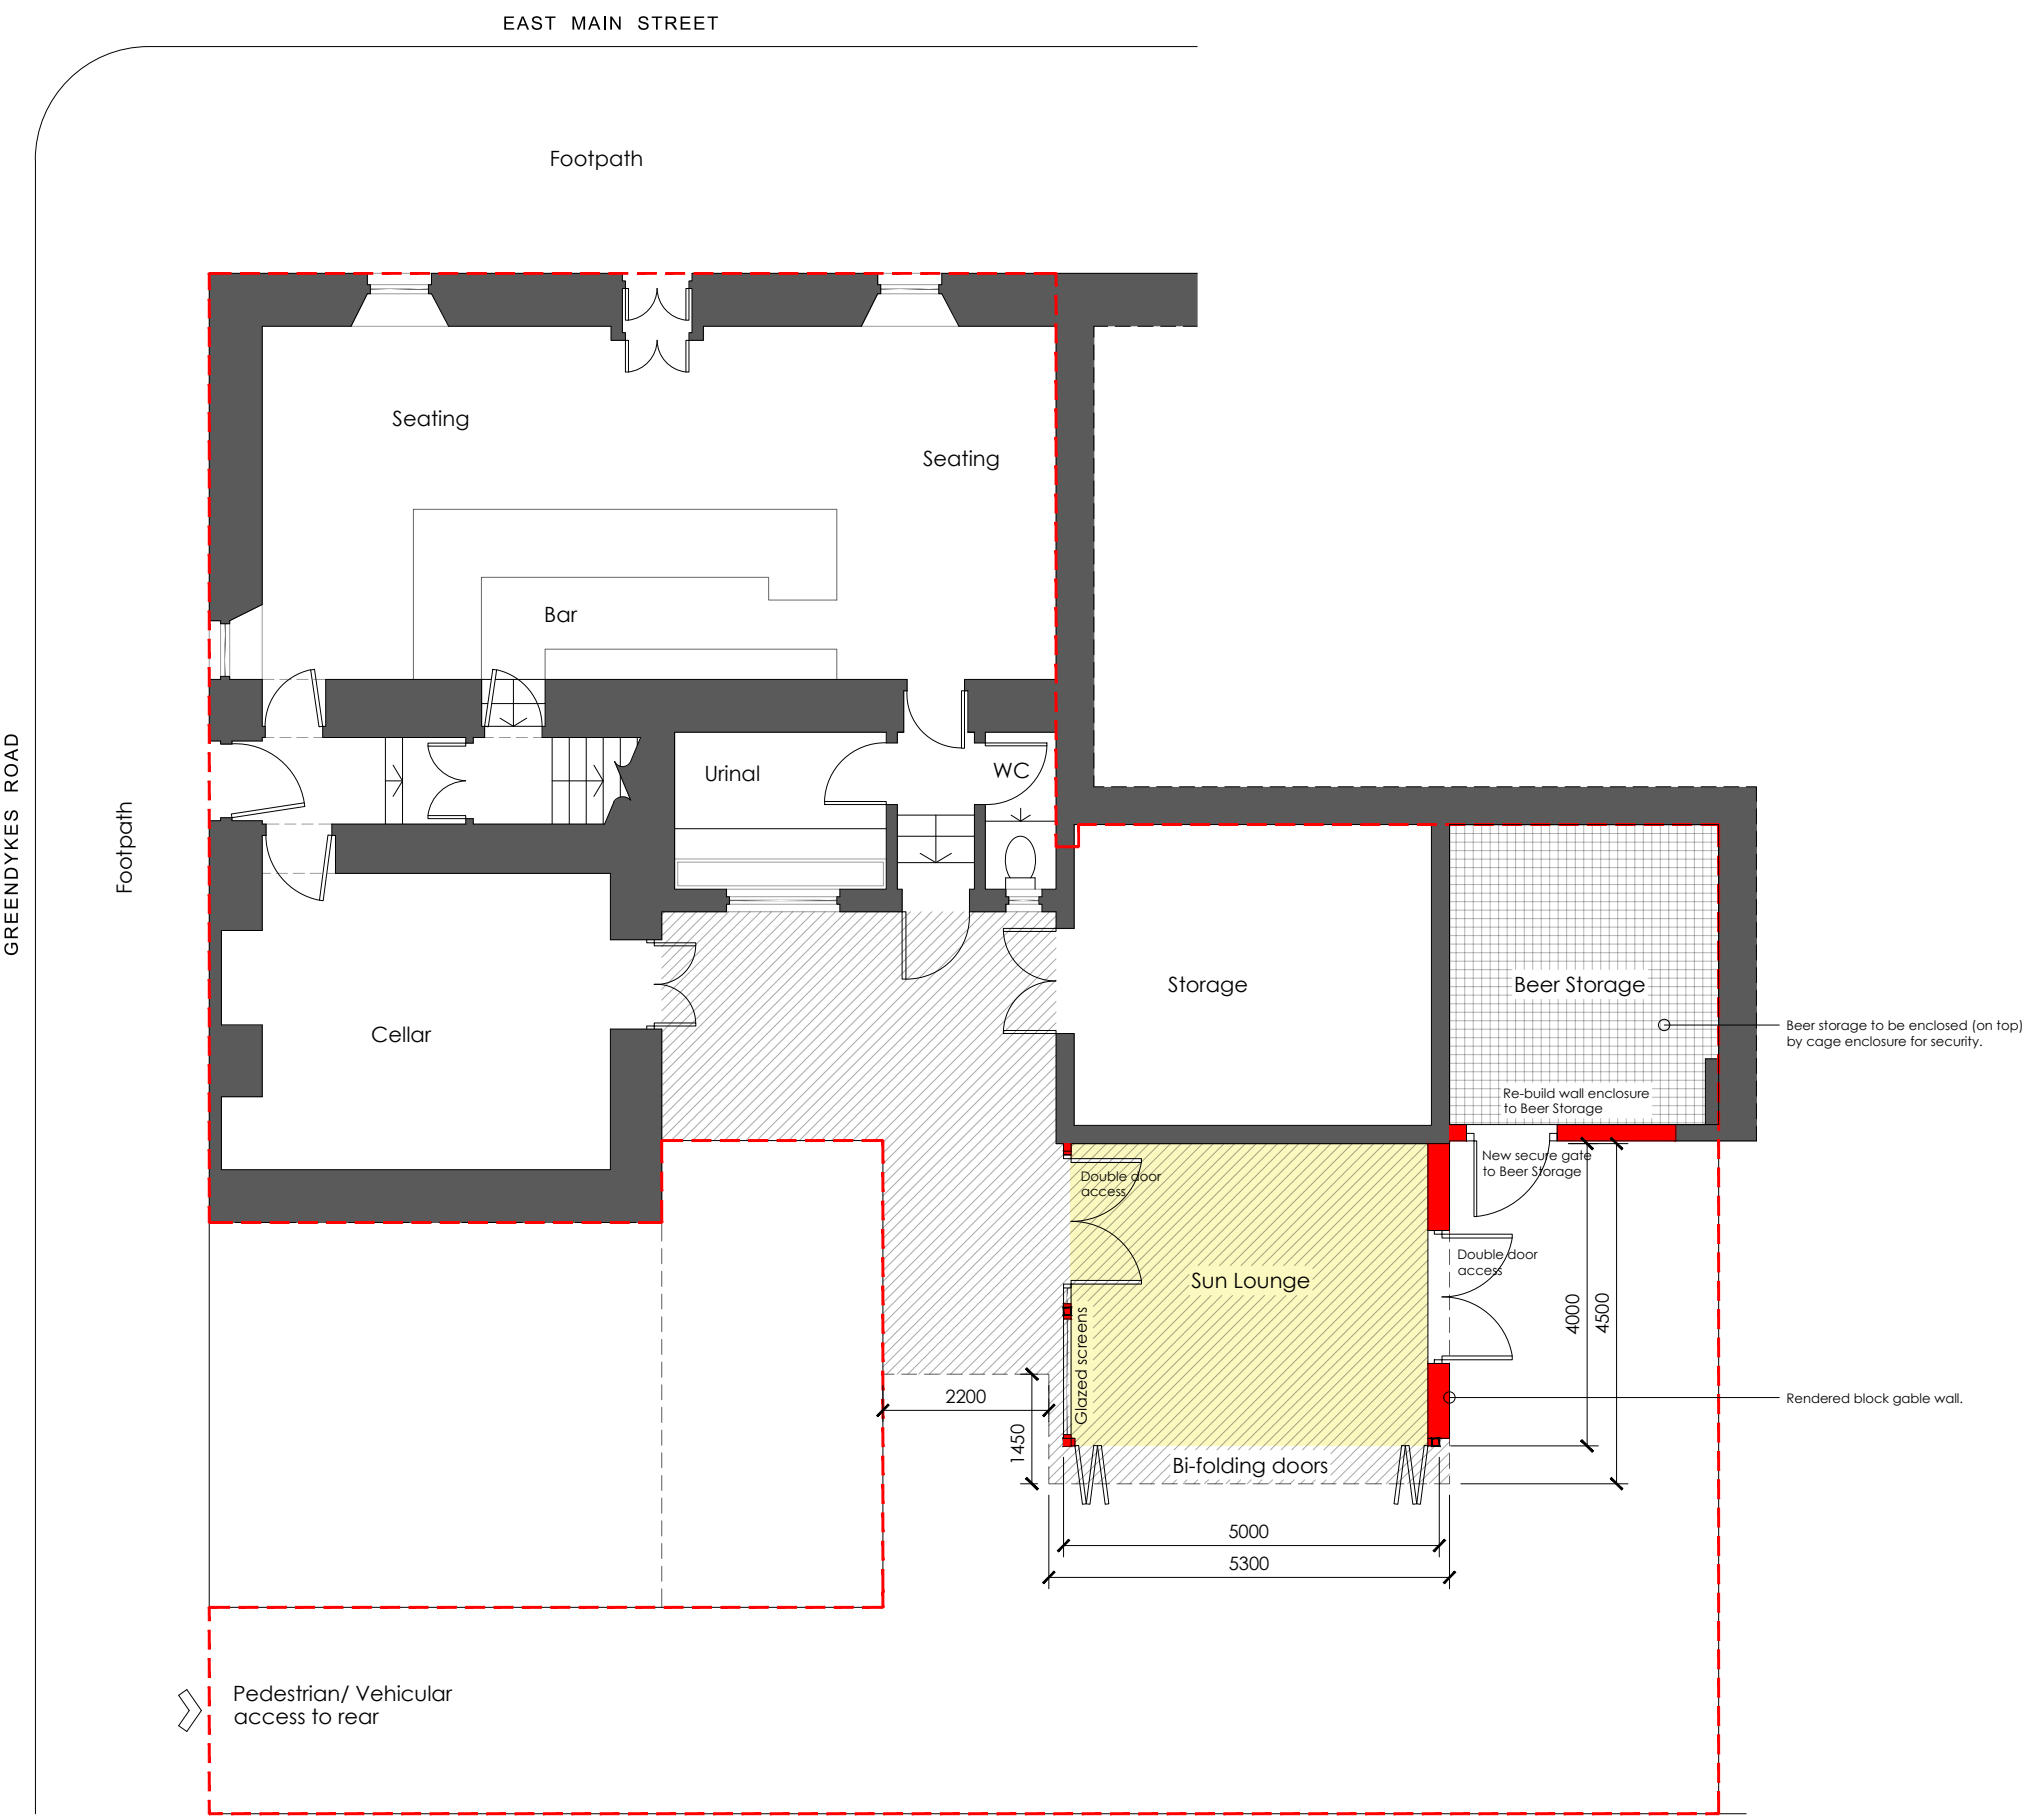 EAST MAIN STREET
Footpath
Seating
Seating
Bar
GREENDYKES ROAD
Footpath
Urinal
WC
Cellar
Storage
Beer Storage
Beer storage to be enclosed (on top)
by cage enclosure for security.
Re-build wall enclosure
to Beer Storage
New secure gate
to Beer Storage
Double door
access
Double door
access
Sun Lounge
Glazed screens
4000
4500
2200
1450
Rendered block gable wall.
Bi-folding doors
5000
5300
Pedestrian/ Vehicular
access to rear